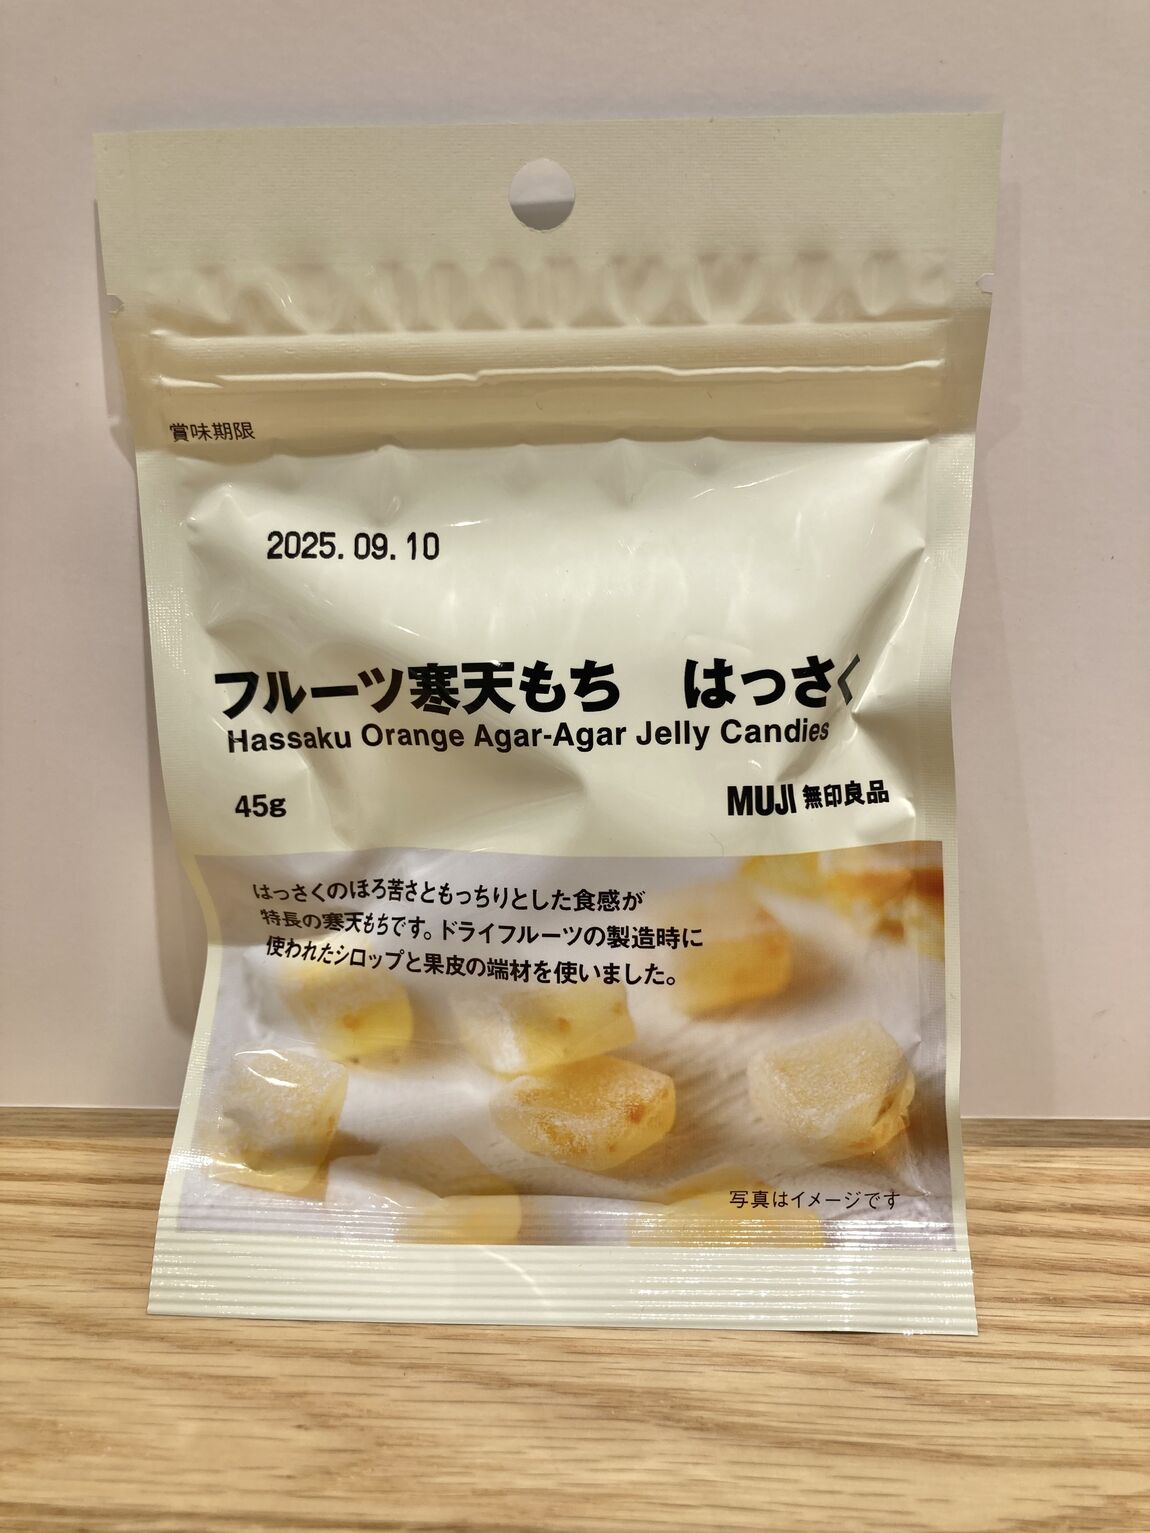 賞味期限
2025.09.10
フルーツ寒天もち　はっさく
Hassaku Orange Agar-Agar Jelly Candies
45g
MUJI 無印良品
はっさくのほろ苦さともっちりとした食感が
特長の寒天もちです。ドライフルーツの製造時に
使われたシロップと果皮の端材を使いました。
写真はイメージです